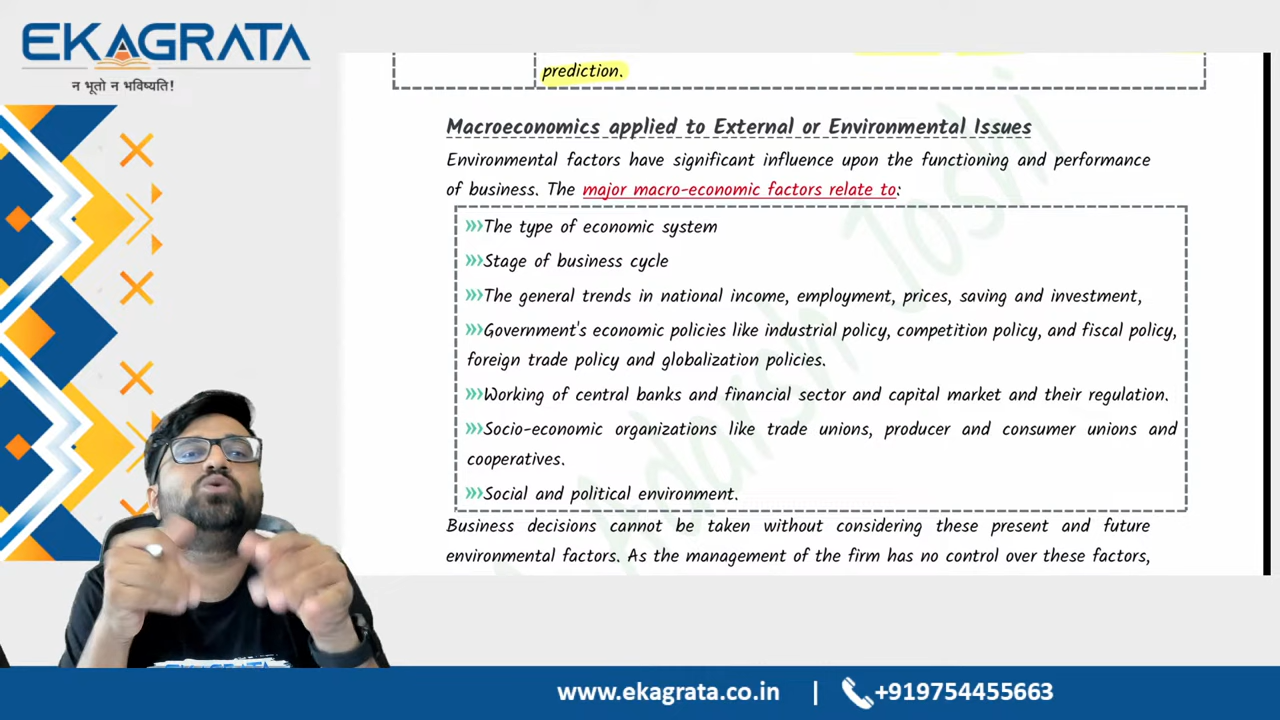 EKAGRATA
न भूतो न भविष्यति!
prediction.
Macroeconomics applied to External or Environmental Issues
Environmental factors have significant influence upon the functioning and performance
of business. The major macro-economic factors relate to:
The type of economic system
Stage of business cycle
The general trends in national income, employment, prices, saving and investment,
Government's economic policies like industrial policy, competition policy, and fiscal policy,
foreign trade policy and globalization policies.
Working of central banks and financial sector and capital market and their regulation.
Socio-economic organizations like trade unions, producer and consumer unions and
cooperatives.
Social and political environment.
Business decisions cannot be taken without considering these present and future
environmental factors. As the management of the firm has no control over these factors,
Adarsh Joshi
www.ekagrata.co.in | +919754455663